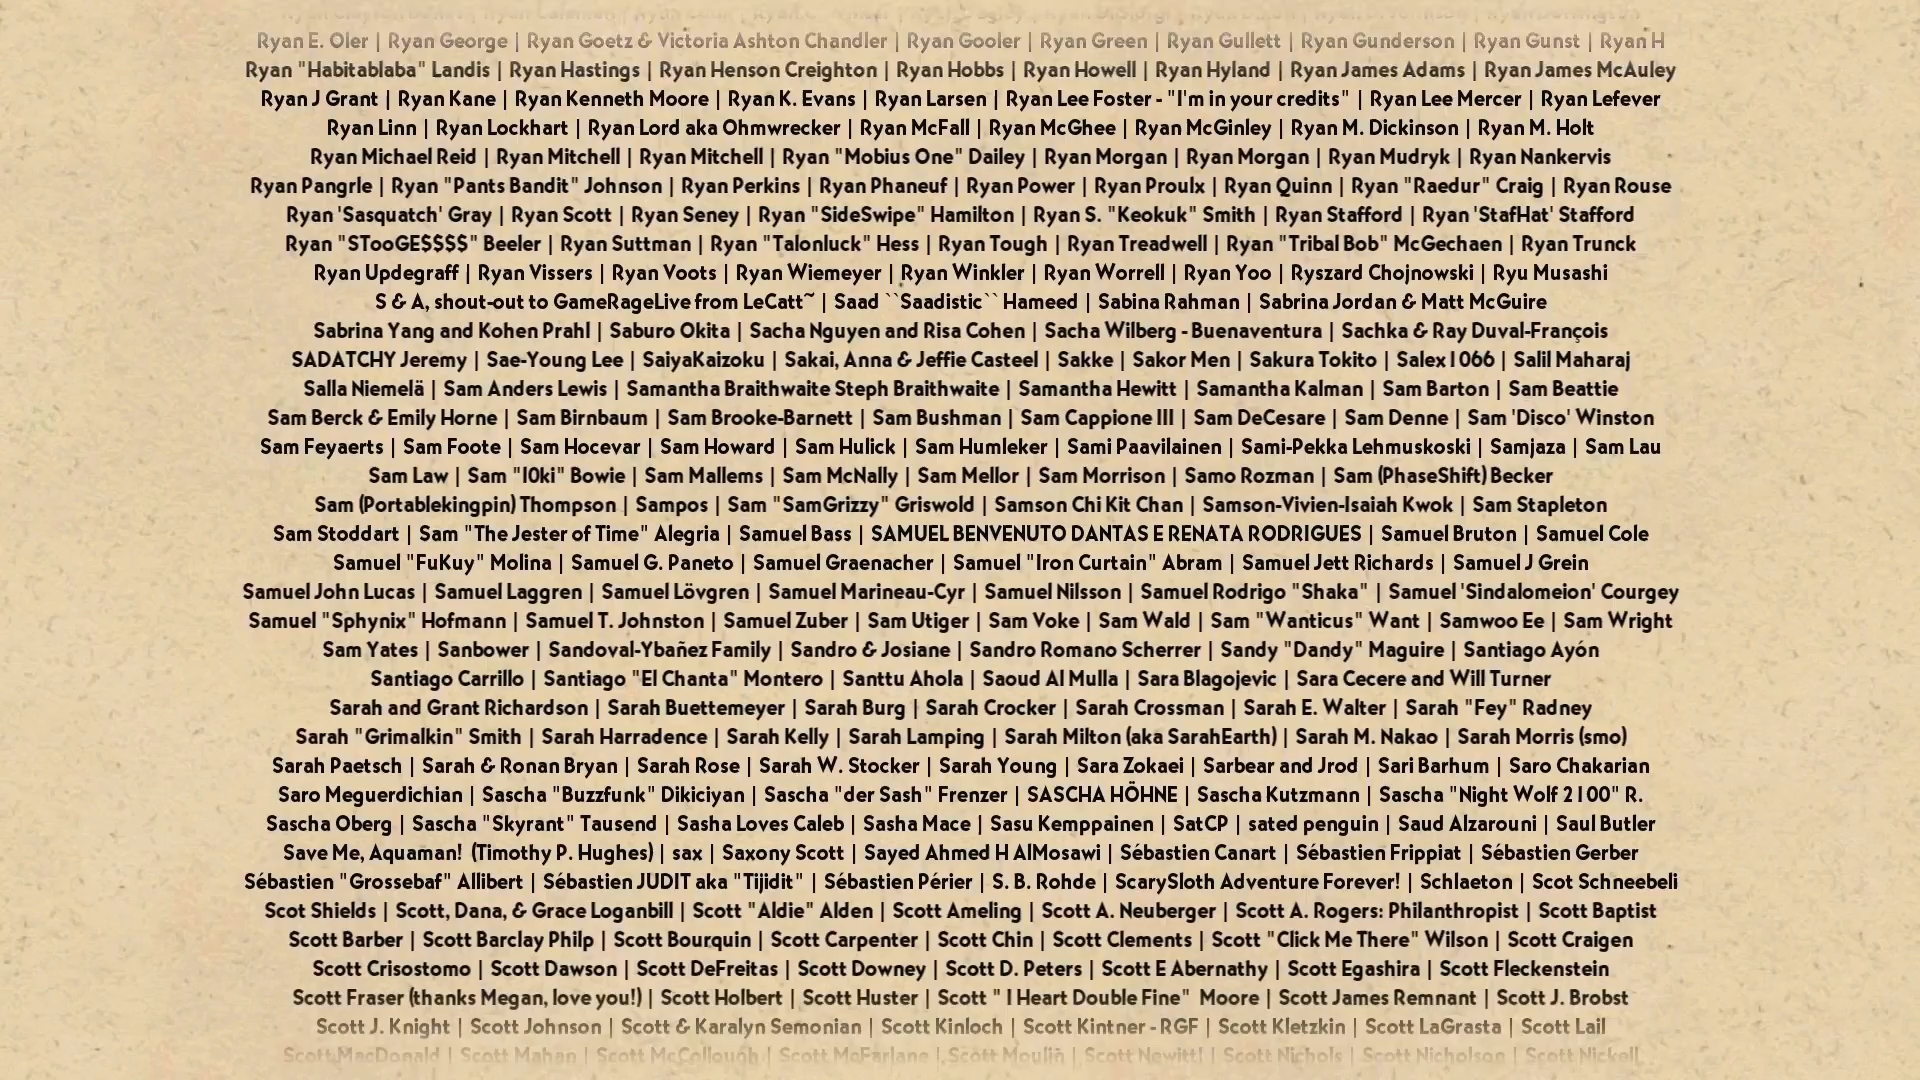 Ryan E. Oler | Ryan George | Ryan Goetz & Victoria Ashton Chandler | Ryan Gooler | Ryan Green | Ryan Gullett | Ryan Gunderson | Ryan Gunst | Ryan H
Ryan "Habitablaba" Landis | Ryan Hastings | Ryan Henson Creighton | Ryan Hobbs | Ryan Howell | Ryan Hyland | Ryan James Adams | Ryan James McAuley
Ryan J Grant | Ryan Kane | Ryan Kenneth Moore | Ryan K. Evans | Ryan Larsen | Ryan Lee Foster - "I'm in your credits" | Ryan Lee Mercer | Ryan Lefever
Ryan Linn | Ryan Lockhart | Ryan Lord aka Ohmwrecker | Ryan McFall | Ryan McGhee | Ryan McGinley | Ryan M. Dickinson | Ryan M. Holt
Ryan Michael Reid | Ryan Mitchell | Ryan Mitchell | Ryan "Mobius One" Dailey | Ryan Morgan | Ryan Morgan | Ryan Mudryk | Ryan Nankervis
Ryan Pangrle | Ryan "Pants Bandit" Johnson | Ryan Perkins | Ryan Phaneuf | Ryan Power | Ryan Proulx | Ryan Quinn | Ryan "Raedur" Craig | Ryan Rouse
Ryan 'Sasquatch' Gray | Ryan Scott | Ryan Seney | Ryan "SideSwipe" Hamilton | Ryan S. "Keokuk" Smith | Ryan Stafford | Ryan 'StafHat' Stafford
Ryan "STooGE$$$$" Beeler | Ryan Suttman | Ryan "Talonluck" Hess | Ryan Tough | Ryan Treadwell | Ryan "Tribal Bob" McGechaen | Ryan Trunck
Ryan Updegraff | Ryan Vissers | Ryan Voots | Ryan Wiemeyer | Ryan Winkler | Ryan Worrell | Ryan Yoo | Ryszard Chojnowski | Ryu Musashi
S & A, shout-out to GameRageLive from LeCatt~ | Saad ``Saadistic`` Hameed | Sabina Rahman | Sabrina Jordan & Matt McGuire
Sabrina Yang and Kohen Prahl | Saburo Okita | Sacha Nguyen and Risa Cohen | Sacha Wilberg - Buenaventura | Sachka & Ray Duval-François
SADATCHY Jeremy | Sae-Young Lee | SaiyaKaizoku | Sakai, Anna & Jeffie Casteel | Sakke | Sakor Men | Sakura Tokito | Salex1066 | Salil Maharaj
Salla Niemelä | Sam Anders Lewis | Samantha Braithwaite Steph Braithwaite | Samantha Hewitt | Samantha Kalman | Sam Barton | Sam Beattie
Sam Berck & Emily Horne | Sam Birnbaum | Sam Brooke-Barnett | Sam Bushman | Sam Cappione III | Sam DeCesare | Sam Denne | Sam 'Disco' Winston
Sam Feyaerts | Sam Foote | Sam Hocevar | Sam Howard | Sam Hulick | Sam Humleker | Sami Paavilainen | Sami-Pekka Lehmuskoski | Samjaza | Sam Lau
Sam Law | Sam "l0ki" Bowie | Sam Mallems | Sam McNally | Sam Mellor | Sam Morrison | Samo Rozman | Sam (PhaseShift) Becker
Sam (Portablekingpin) Thompson | Sampos | Sam "SamGrizzy" Griswold | Samson Chi Kit Chan | Samson-Vivien-Isaiah Kwok | Sam Stapleton
Sam Stoddart | Sam "The Jester of Time" Alegria | Samuel Bass | SAMUEL BENVENUTO DANTAS E RENATA RODRIGUES | Samuel Bruton | Samuel Cole
Samuel "FuKuy" Molina | Samuel G. Paneto | Samuel Graenacher | Samuel "Iron Curtain" Abram | Samuel Jett Richards | Samuel J Grein
Samuel John Lucas | Samuel Laggren | Samuel Lövgren | Samuel Marineau-Cyr | Samuel Nilsson | Samuel Rodrigo "Shaka" | Samuel 'Sindalomeion' Courgey
Samuel "Sphynix" Hofmann | Samuel T. Johnston | Samuel Zuber | Sam Utiger | Sam Voke | Sam Wald | Sam "Wanticus" Want | Samwoo Ee | Sam Wright
Sam Yates | Sanbower | Sandoval-Ybañez Family | Sandro & Josiane | Sandro Romano Scherrer | Sandy "Dandy" Maguire | Santiago Ayón
Santiago Carrillo | Santiago "El Chanta" Montero | Santtu Ahola | Saoud Al Mulla | Sara Blagojevic | Sara Cecere and Will Turner
Sarah and Grant Richardson | Sarah Buettemeyer | Sarah Burg | Sarah Crocker | Sarah Crossman | Sarah E. Walter | Sarah "Fey" Radney
Sarah "Grimalkin" Smith | Sarah Harradence | Sarah Kelly | Sarah Lamping | Sarah Milton (aka SarahEarth) | Sarah M. Nakao | Sarah Morris (smo)
Sarah Paetsch | Sarah & Ronan Bryan | Sarah Rose | Sarah W. Stocker | Sarah Young | Sara Zokaei | Sarbear and Jrod | Sari Barhum | Saro Chakarian
Saro Meguerdichian | Sascha "Buzzfunk" Dikiciyan | Sascha "der Sash" Frenzer | SASCHA HÖHNE | Sascha Kutzmann | Sascha "Night Wolf 2100" R.
Sascha Oberg | Sascha "Skyrant" Tausend | Sasha Loves Caleb | Sasha Mace | Sasu Kemppainen | SatCP | sated penguin | Saud Alzarouni | Saul Butler
Save Me, Aquaman! (Timothy P. Hughes) | sax | Saxony Scott | Sayed Ahmed H AlMosawi | Sébastien Canart | Sébastien Frippiat | Sébastien Gerber
Sébastien "Grossebaf" Allibert | Sébastien JUDIT aka "Tijidit" | Sébastien Périer | S. B. Rohde | ScarySloth Adventure Forever! | Schlaeton | Scot Schneebeli
Scot Shields | Scott, Dana, & Grace Loganbill | Scott "Aldie" Alden | Scott Ameling | Scott A. Neuberger | Scott A. Rogers: Philanthropist | Scott Baptist
Scott Barber | Scott Barclay Philp | Scott Bourquin | Scott Carpenter | Scott Chin | Scott Clements | Scott "Click Me There" Wilson | Scott Craigen
Scott Crisostomo | Scott Dawson | Scott DeFreitas | Scott Downey | Scott D. Peters | Scott E Abernathy | Scott Egashira | Scott Fleckenstein
Scott Fraser (thanks Megan, love you!) | Scott Holbert | Scott Huster | Scott " I Heart Double Fine" Moore | Scott James Remnant | Scott J. Brobst
Scott J. Knight | Scott Johnson | Scott & Karalyn Semonian | Scott Kinloch | Scott Kintner - RGF | Scott Kletzkin | Scott LaGrasta | Scott Lail
Scott MacDonald | Scott Mahan | Scott McCollough | Scott McFarlane | Scott Moulin | Scott Newitt | Scott Nichols | Scott Nicholson | Scott Nickell